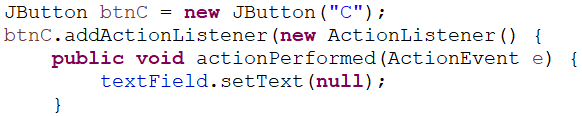 JButton btnC = new JButton("C");
btnC.addActionListener(new ActionListener() {
    public void actionPerformed(ActionEvent e) {
        textField.setText(null);
    }